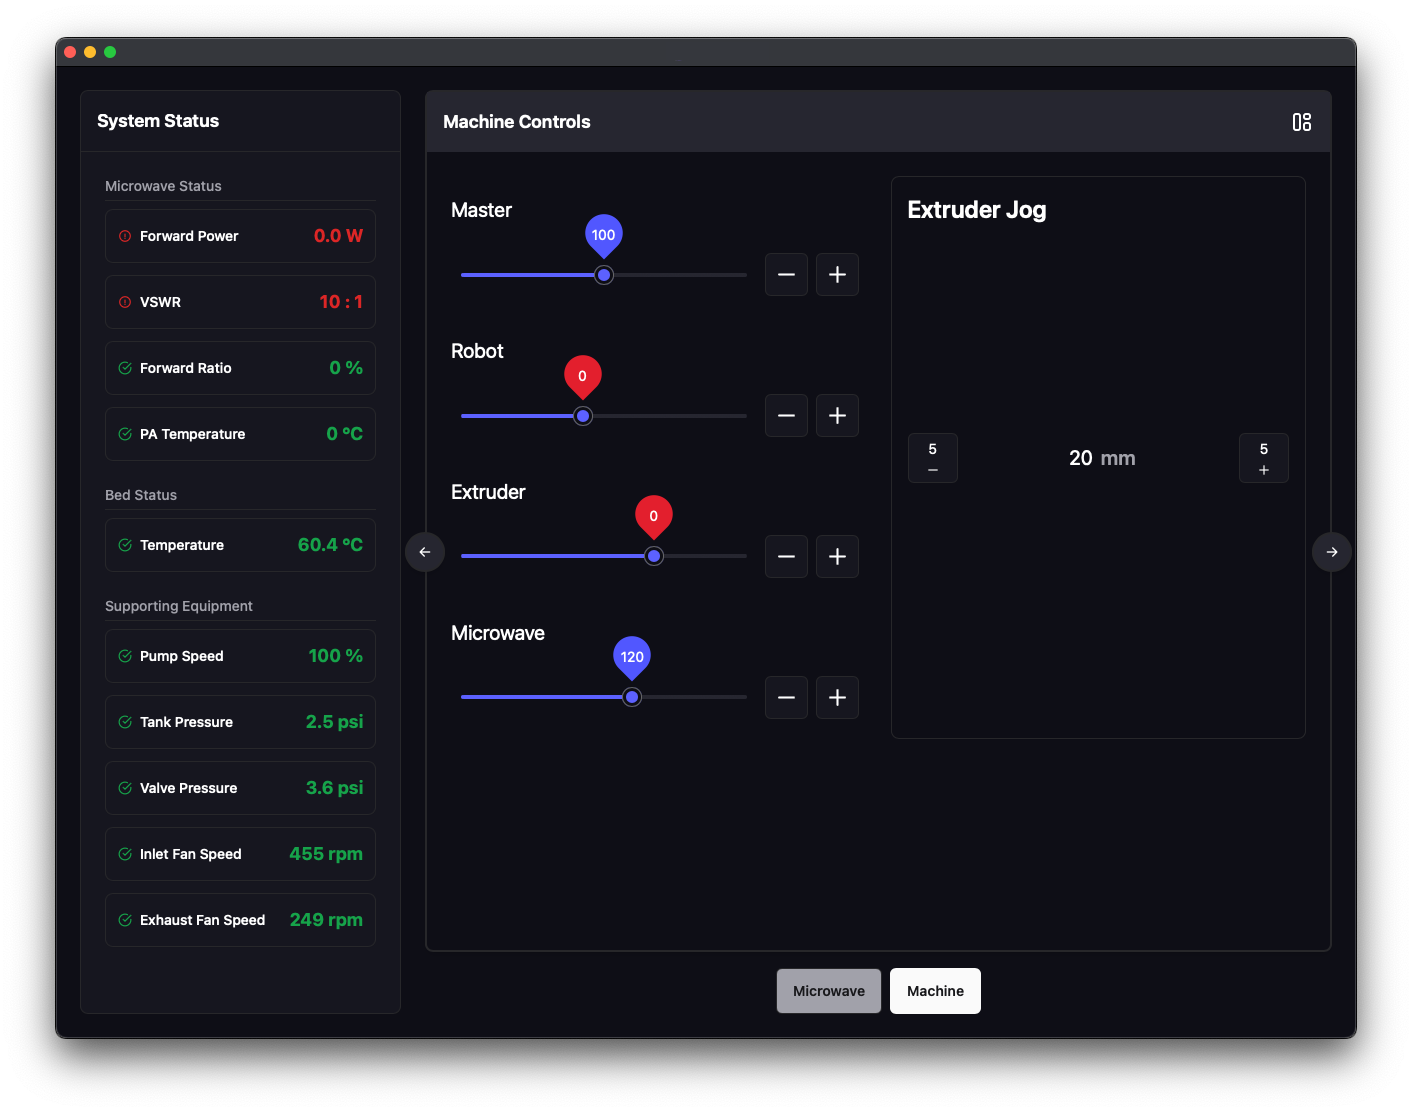 System Status
Microwave Status
Forward Power 0.0 W
VSWR 10 : 1
Forward Ratio 0 %
PA Temperature 0 °C
Bed Status
Temperature 60.4 °C
Supporting Equipment
Pump Speed 100 %
Tank Pressure 2.5 psi
Valve Pressure 3.6 psi
Inlet Fan Speed 455 rpm
Exhaust Fan Speed 249 rpm
Machine Controls
Master
100
Robot
0
Extruder
0
Microwave
120
Extruder Jog
5
−
20 mm
5
+
Microwave
Machine